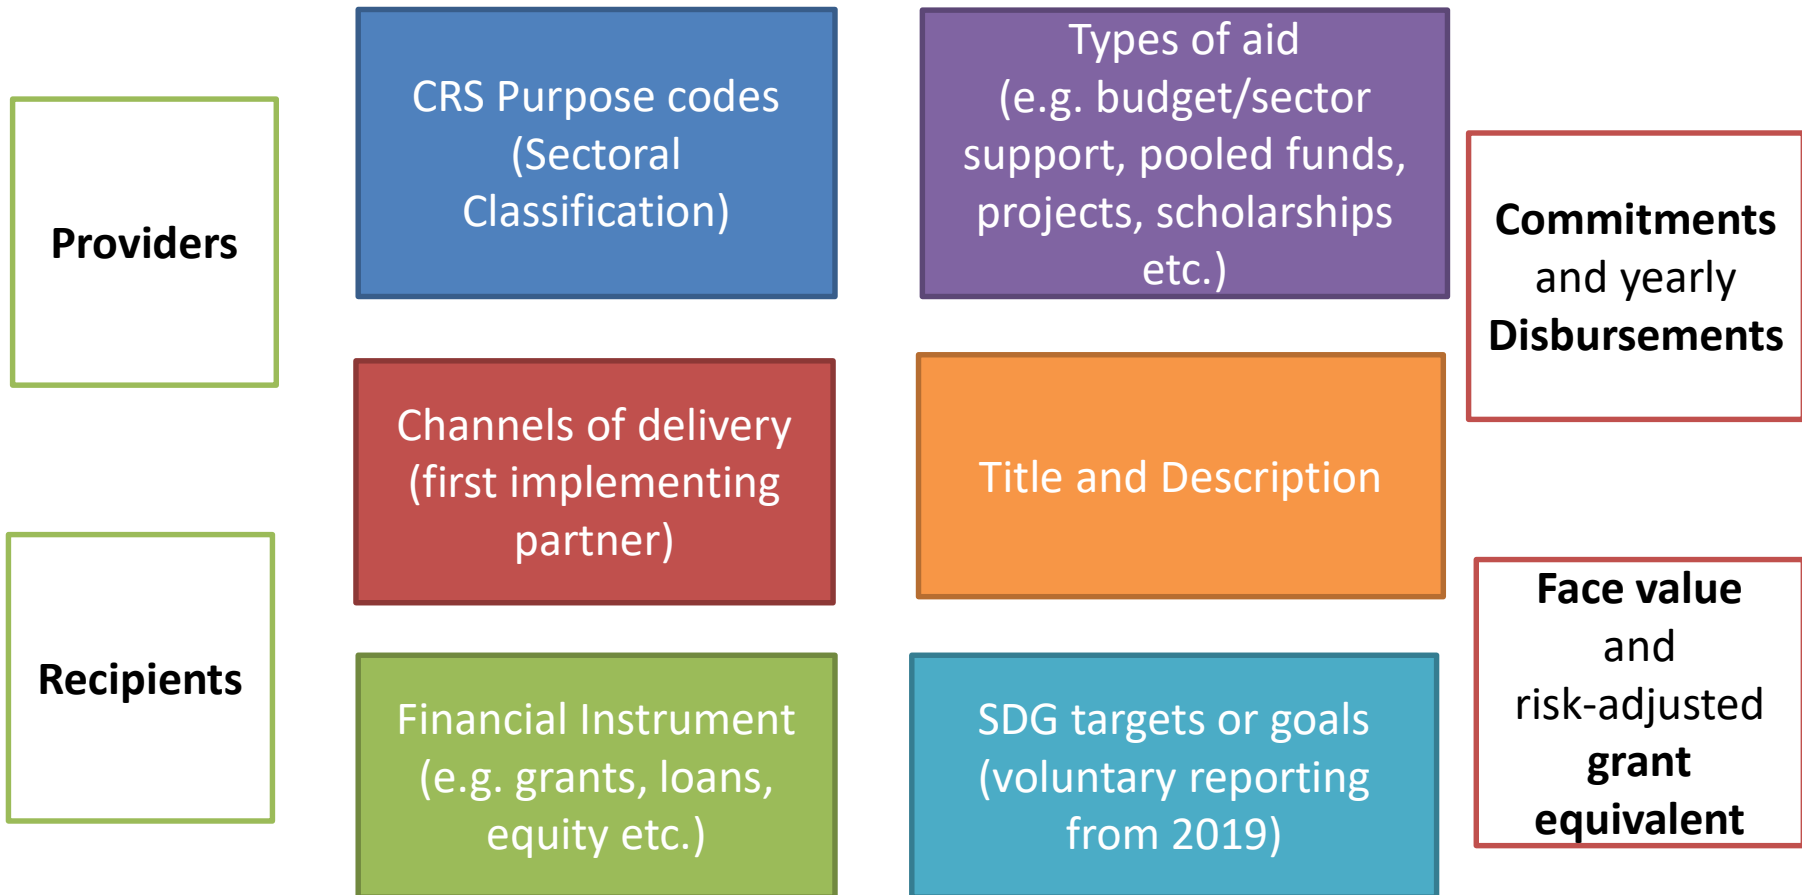 Providers
Recipients
CRS Purpose codes
(Sectoral
Classification)
Channels of delivery
(first implementing
partner)
Financial Instrument
(e.g. grants, loans,
equity etc.)
Types of aid
(e.g. budget/sector
support, pooled funds,
projects, scholarships
etc.)
Title and Description
SDG targets or goals
(voluntary reporting
from 2019)
Commitments
and yearly
Disbursements
Face value
and
risk-adjusted
grant
equivalent